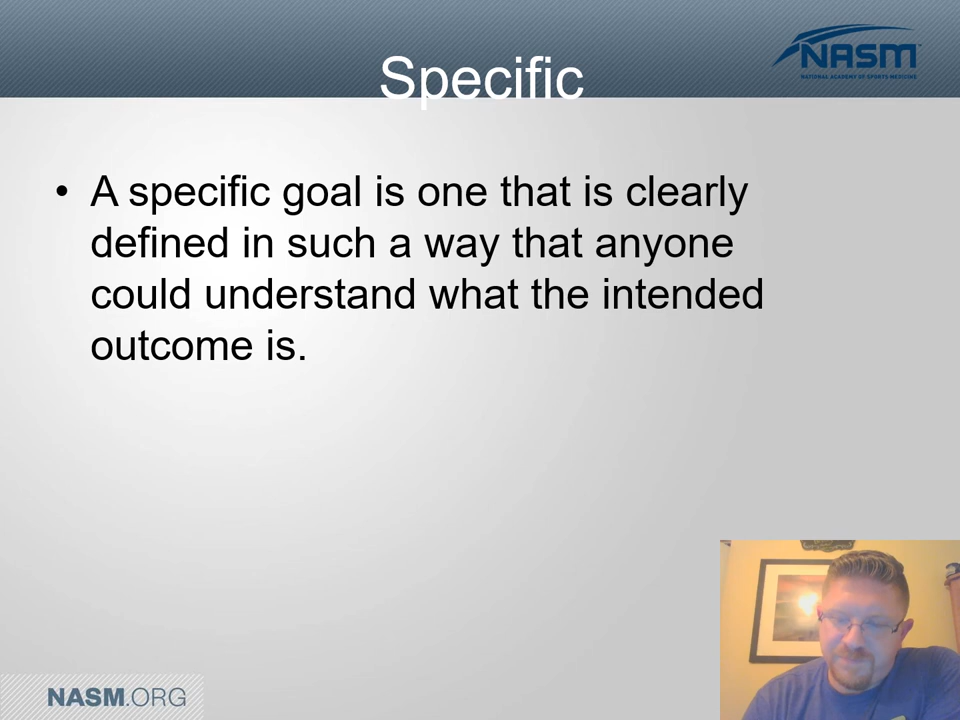 Specific
NASM
NATIONAL ACADEMY OF SPORTS MEDICINE
• A specific goal is one that is clearly
defined in such a way that anyone
could understand what the intended
outcome is.
NASM.ORG